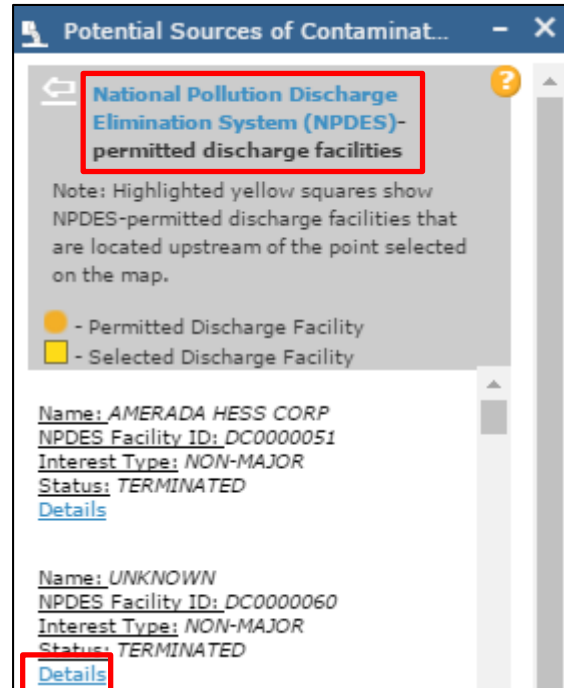 Potential Sources of Contaminat...
?
National Pollution Discharge
Elimination System (NPDES)-
permitted discharge facilities
Note: Highlighted yellow squares show
NPDES-permitted discharge facilities that
are located upstream of the point selected
on the map.
- Permitted Discharge Facility
- Selected Discharge Facility
Name: AMERADA HESS CORP
NPDES Facility ID: DC0000051
Interest Type: NON-MAJOR
Status: TERMINATED
Details
Name: UNKNOWN
NPDES Facility ID: DC0000060
Interest Type: NON-MAJOR
Status: TERMINATED
Details